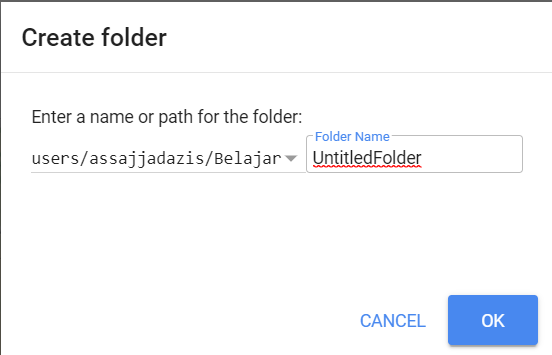 Create folder
Enter a name or path for the folder:
Folder Name
users/assajjadazis/Belajar
UntitledFolder
CANCEL
OK